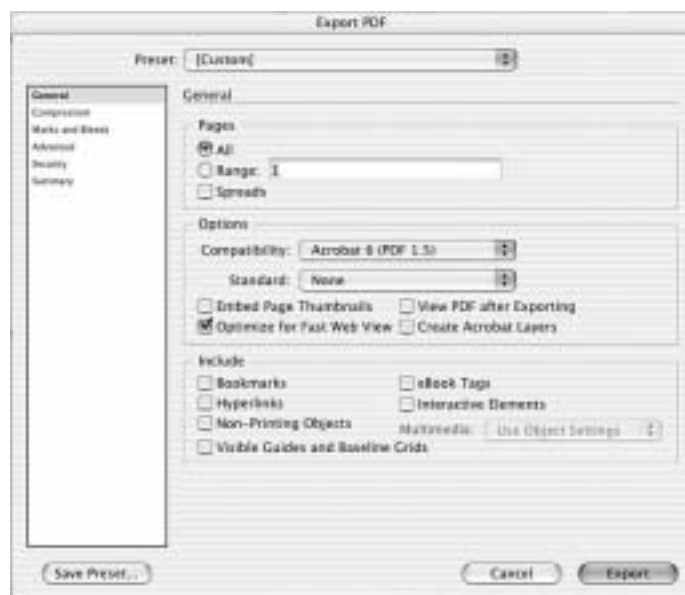 Export PDF
Preset: [Custom]
General
Compression
Marks and Bleeds
Advanced
Security
Summary
General
Pages
All
Range: 1
Spreads
Options
Compatibility: Acrobat 6 (PDF 1.5)
Standard: None
Embed Page Thumbnails View PDF after Exporting
Optimize for Fast Web View Create Acrobat Layers
Include
Bookmarks eBook Tags
Hyperlinks Interactive Elements
Non-Printing Objects Multimedia: Use Object Settings
Visible Guides and Baseline Grids
Save Preset... Cancel Export